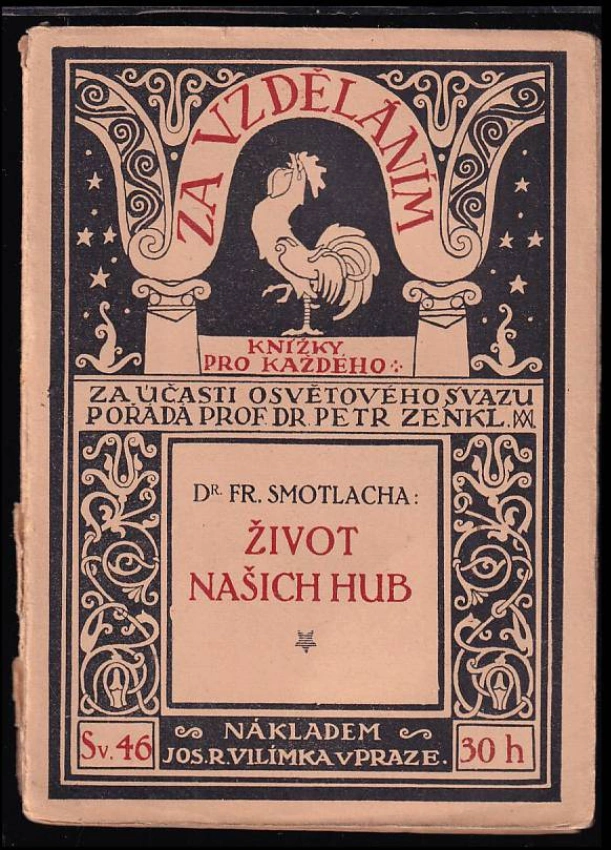 ZA VZDĚLÁNÍM
KNÍŽKY
PRO KAŽDÉHO
ZA ÚČASTI OSVĚTOVÉHO SVAZU
POŘÁDÁ PROF. DR. PETR ZENKL.
DR. FR. SMOTLACHA:
ŽIVOT
NAŠICH HUB
Sv. 46
NÁKLADEM
JOS. R. VILÍMKA V PRAZE.
30 h